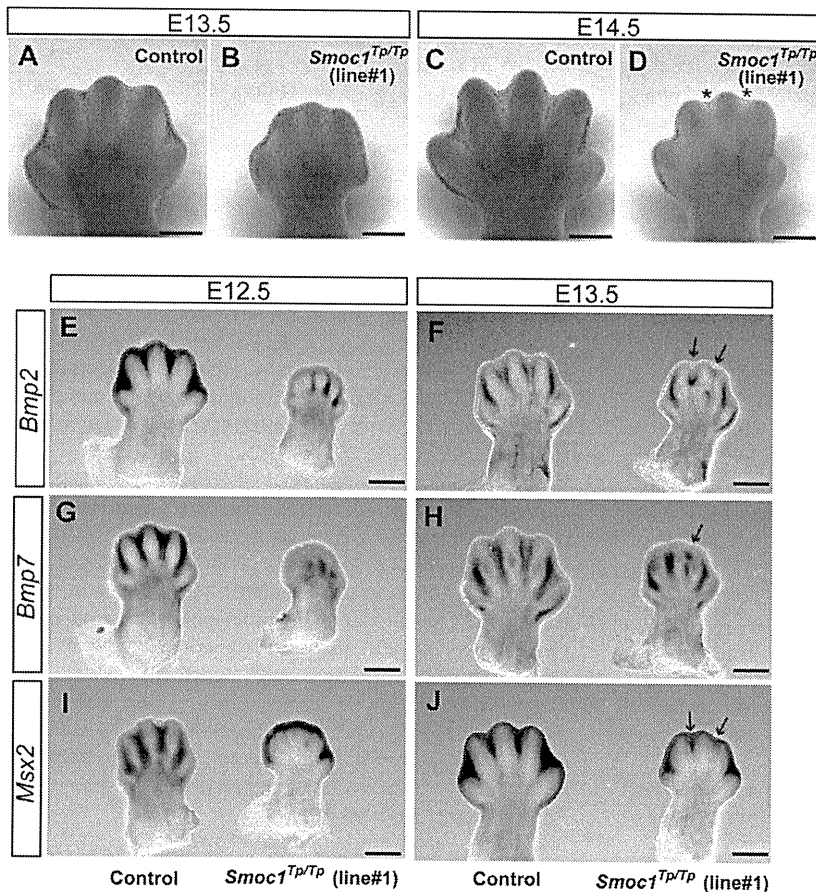 E13.5
E14.5
A Control
B Smoc1Tp/Tp
(line#1)
C Control
D Smoc1Tp/Tp
(line#1)
* *
E12.5
E13.5
Bmp2
E
F
Bmp7
G
H
Msx2
I
J
Control
Smoc1Tp/Tp (line#1)
Control
Smoc1Tp/Tp (line#1)